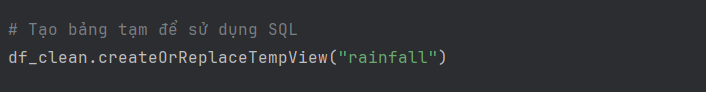 # Tạo bảng tạm để sử dụng SQL
df_clean.createOrReplaceTempView("rainfall")